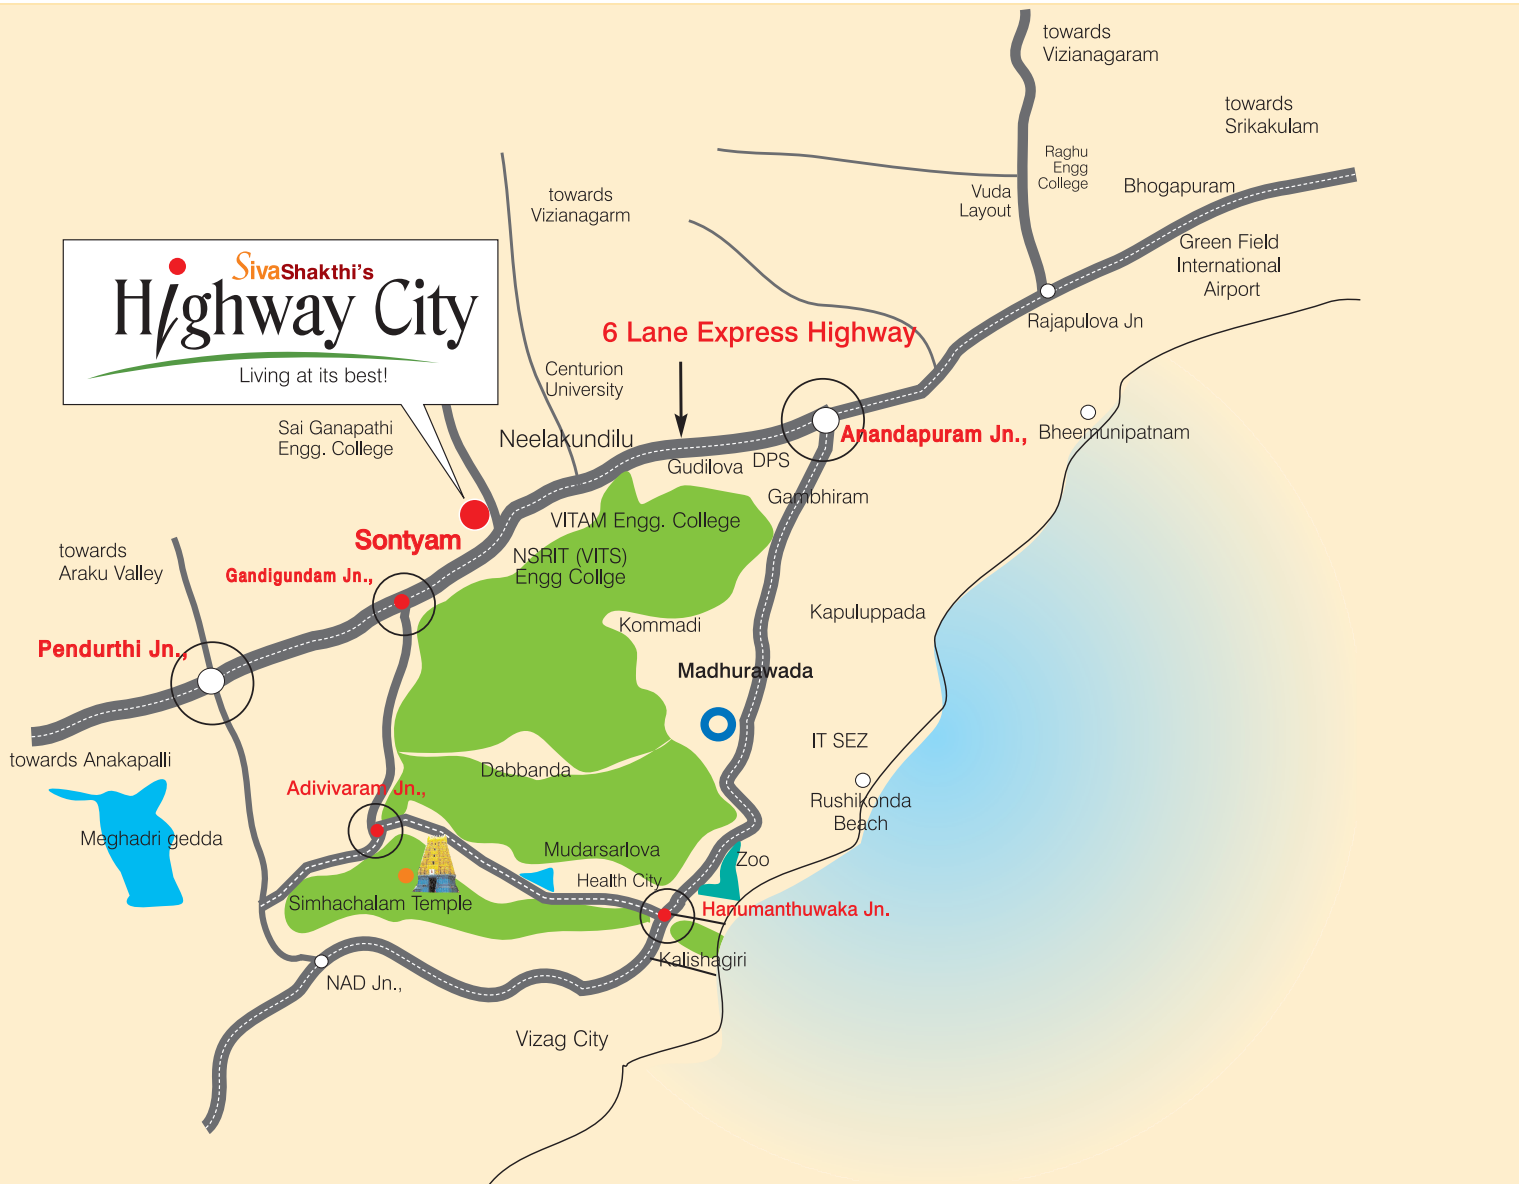 towards
Vizianagaram
towards
Srikakulam
Raghu
Engg
College
Bhogapuram
Vuda
Layout
towards
Vizianagarm
Green Field
International
Airport
SivaShakthi's
Highway City
Living at its best!
Rajapulova Jn
6 Lane Express Highway
Centurion
University
Sai Ganapathi
Engg. College
Neelakundilu
Anandapuram Jn.,
Bheemunipatnam
Gudilova
DPS
Gambhiram
VITAM Engg. College
Sontyam
NSRIT (VITS)
Engg Collge
towards
Araku Valley
Gandigundam Jn.,
Kapuluppada
Kommadi
Pendurthi Jn.,
Madhurawada
IT SEZ
towards Anakapalli
Dabbanda
Adivivaram Jn.,
Rushikonda
Beach
Meghadri gedda
Mudarsarlova
Zoo
Health City
Simhachalam Temple
Hanumanthuwaka Jn.
Kalishagiri
NAD Jn.,
Vizag City